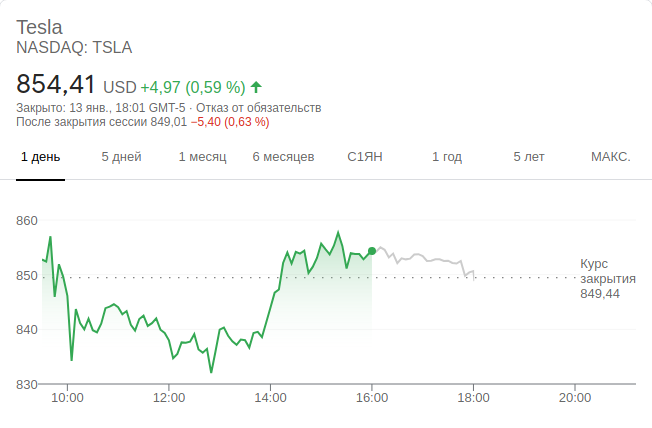 Tesla
NASDAQ: TSLA
854,41 USD +4,97 (0,59 %)
Закрыто: 13 янв., 18:01 GMT-5 · Отказ от обязательств
После закрытия сессии 849,01 −5,40 (0,63 %)
1 день 5 дней 1 месяц 6 месяцев С1ЯН 1 год 5 лет МАКС.
860
850
840
830
Курс
закрытия
849,44
10:00 12:00 14:00 16:00 18:00 20:00